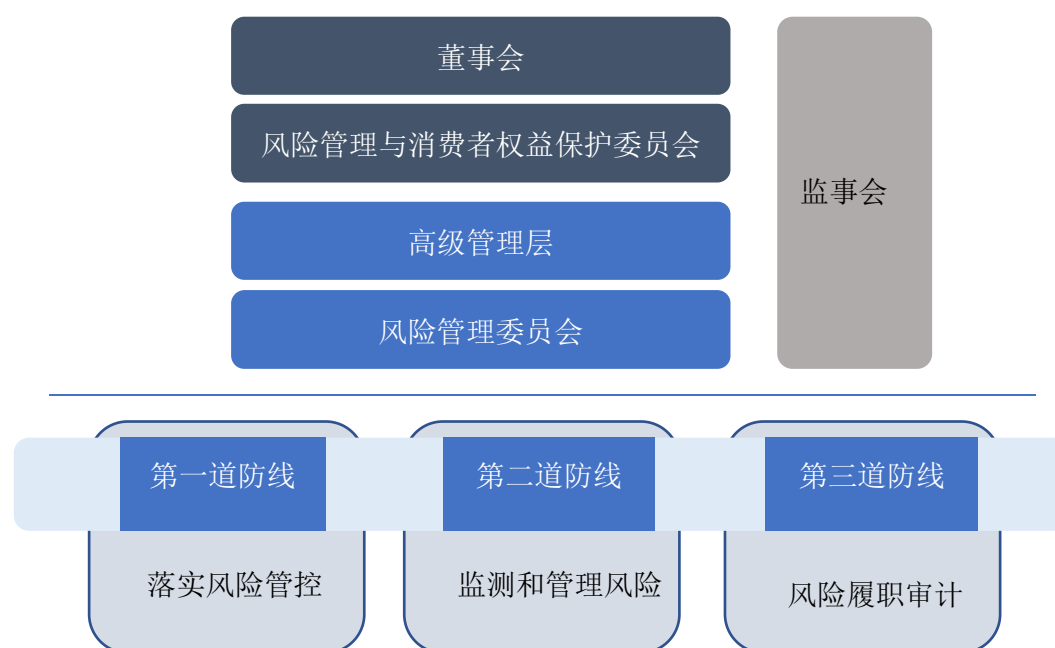 董事会
风险管理与消费者权益保护委员会
监事会
高级管理层
风险管理委员会
第一道防线
第二道防线
第三道防线
落实风险管控
监测和管理风险
风险履职审计